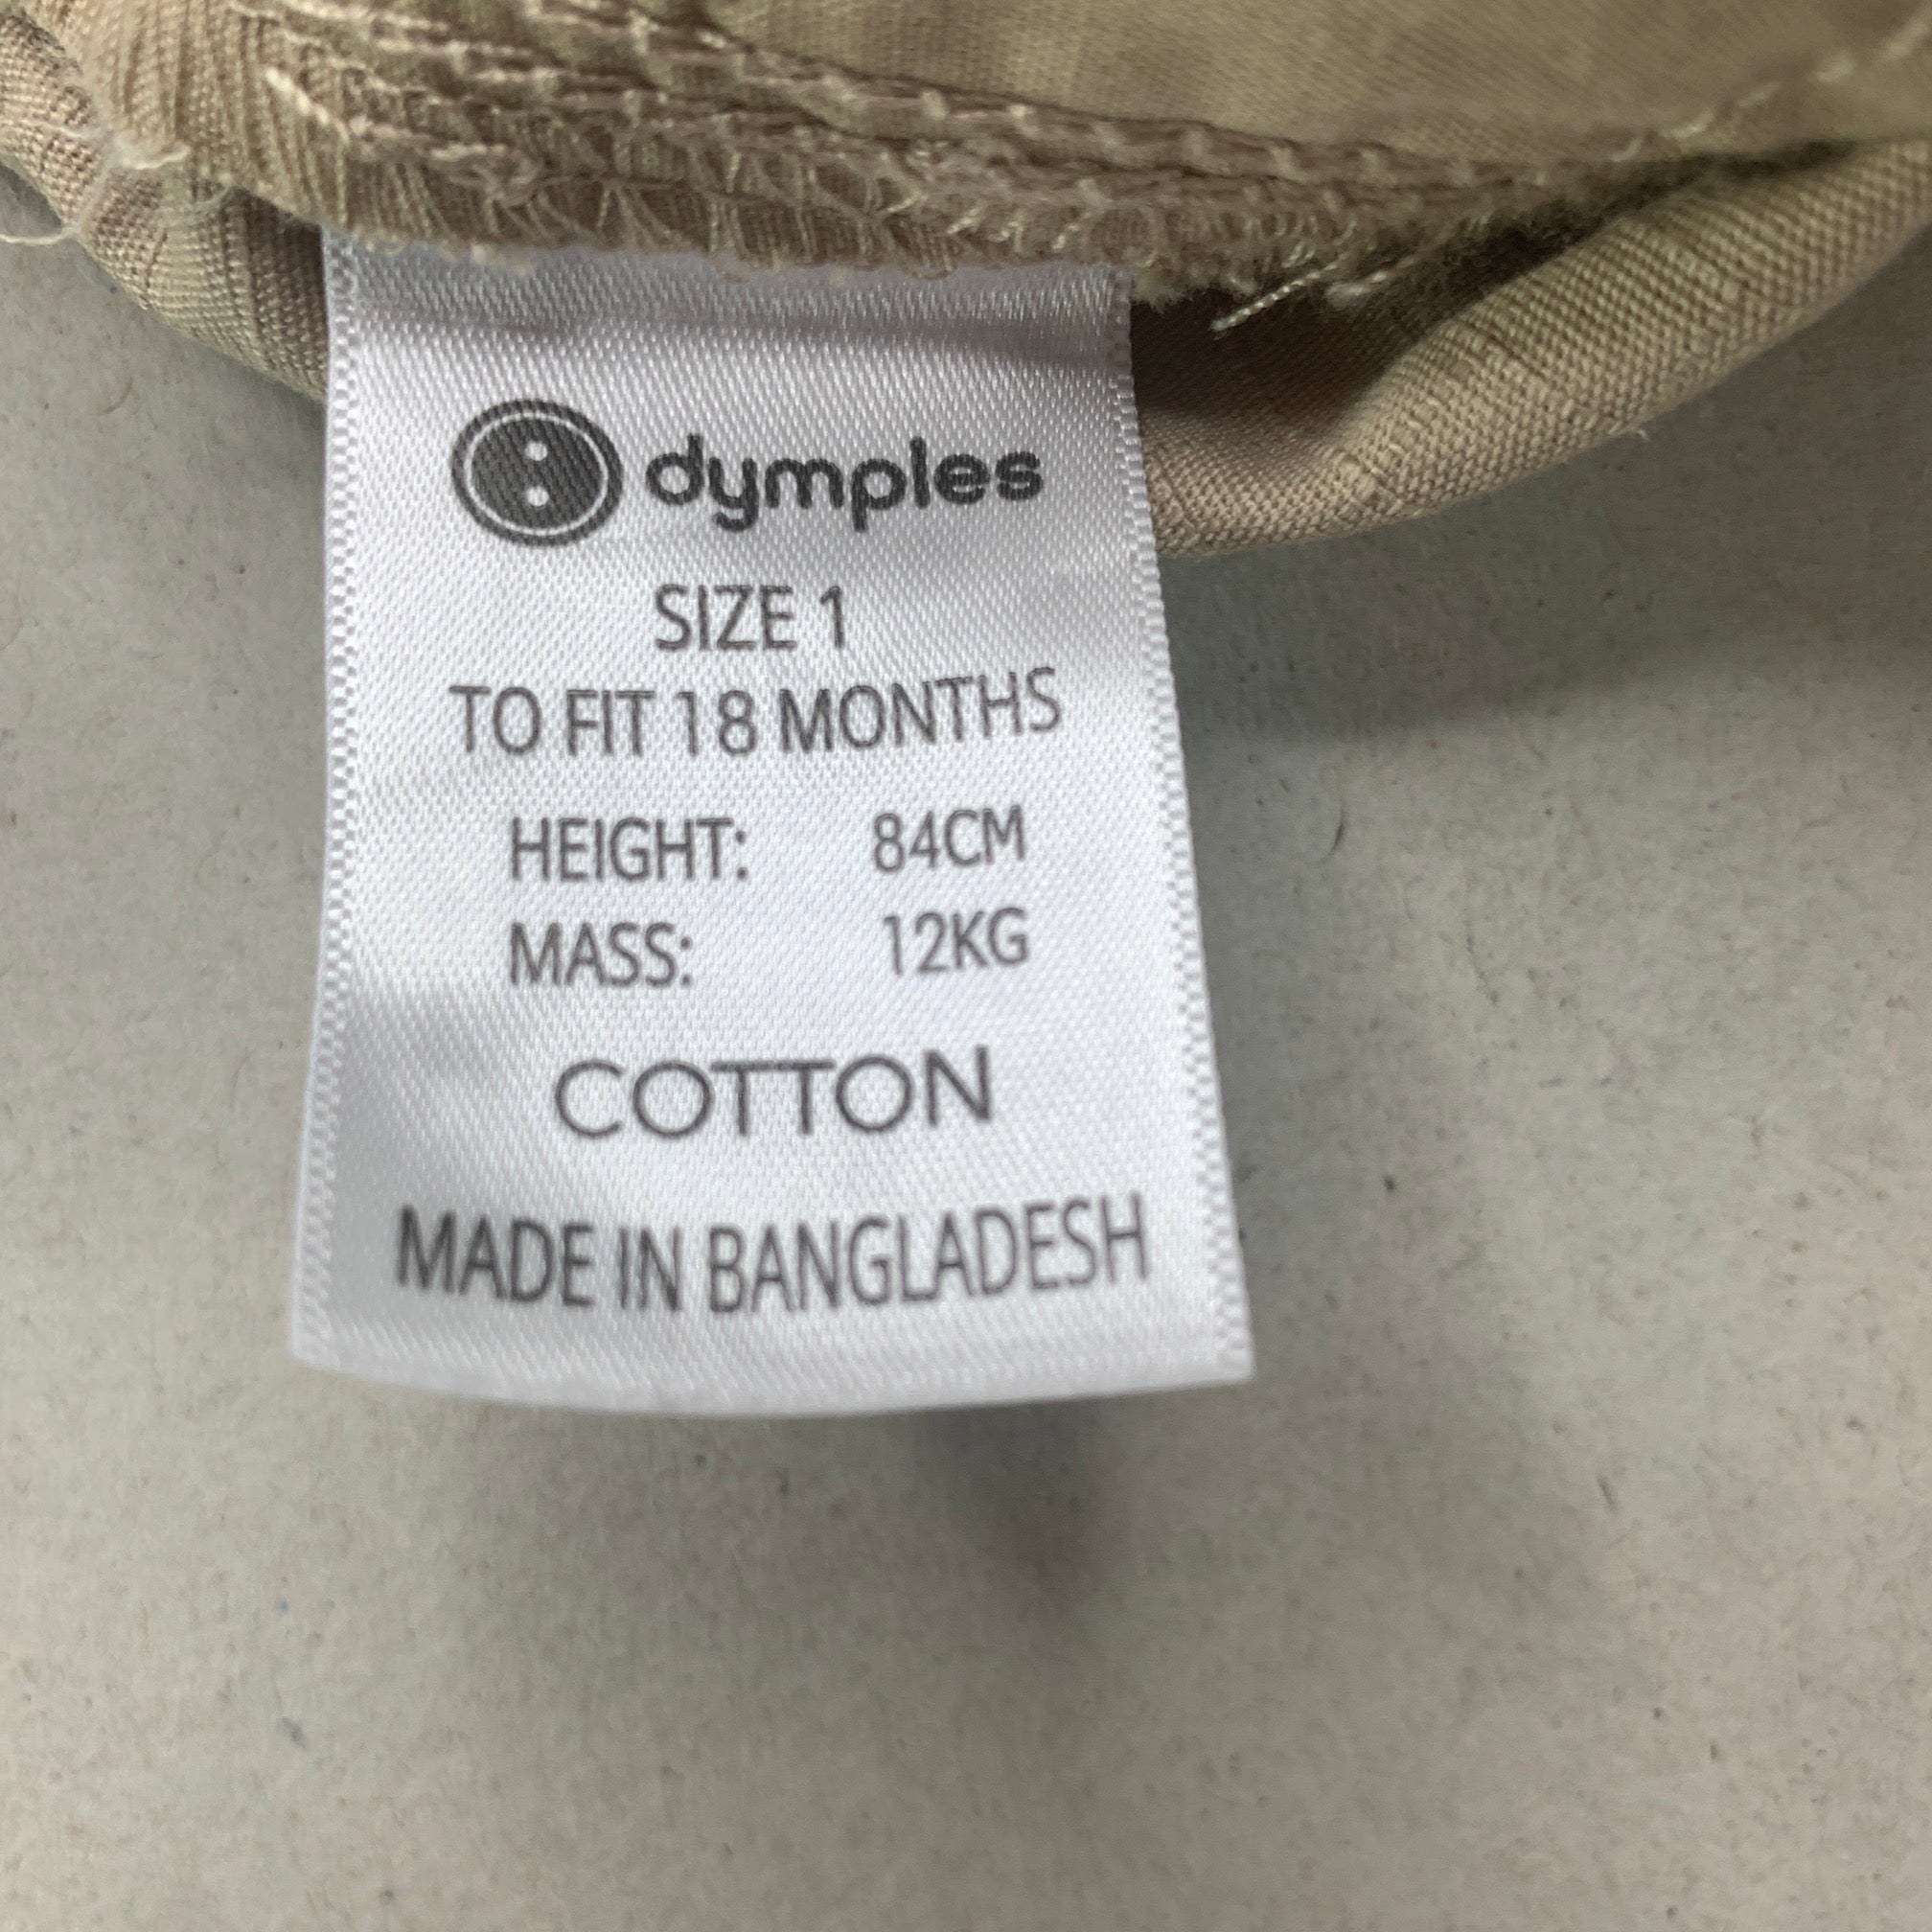 dymples
SIZE 1
TO FIT 18 MONTHS
HEIGHT: 84CM
MASS: 12KG
COTTON
MADE IN BANGLADESH